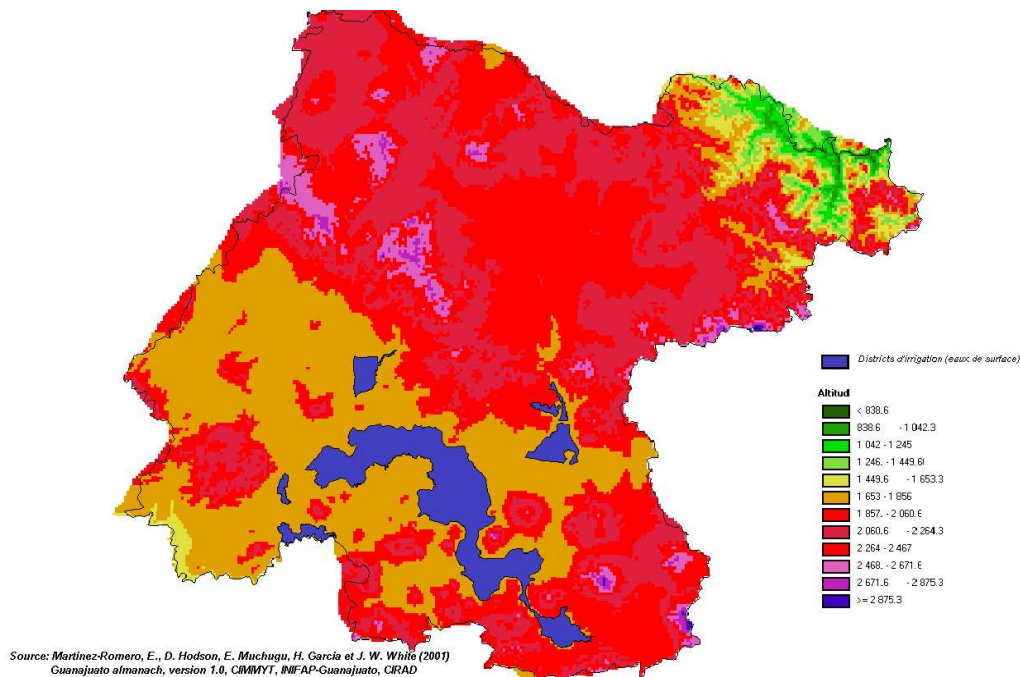 Districts d'irrigation (eaux de surface)
Altitud
< 838.6
838.6 - 1 042.3
1 042 - 1 245
1 246. - 1 449.6
1 449.6 - 1 653.3
1 653 - 1 856
1 857. - 2 060.6
2 060.6 - 2 264.3
2 264 - 2 467
2 468. - 2 671.6
2 671.6 - 2 875.3
>= 2 875.3
Source: Martinez-Romero, E., D. Hodson, E. Muchugu, H. Garcia et J. W. White (2001)
Guanajuato almanach, version 1.0, CIMMYT, INIFAP-Guanajuato, CIRAD